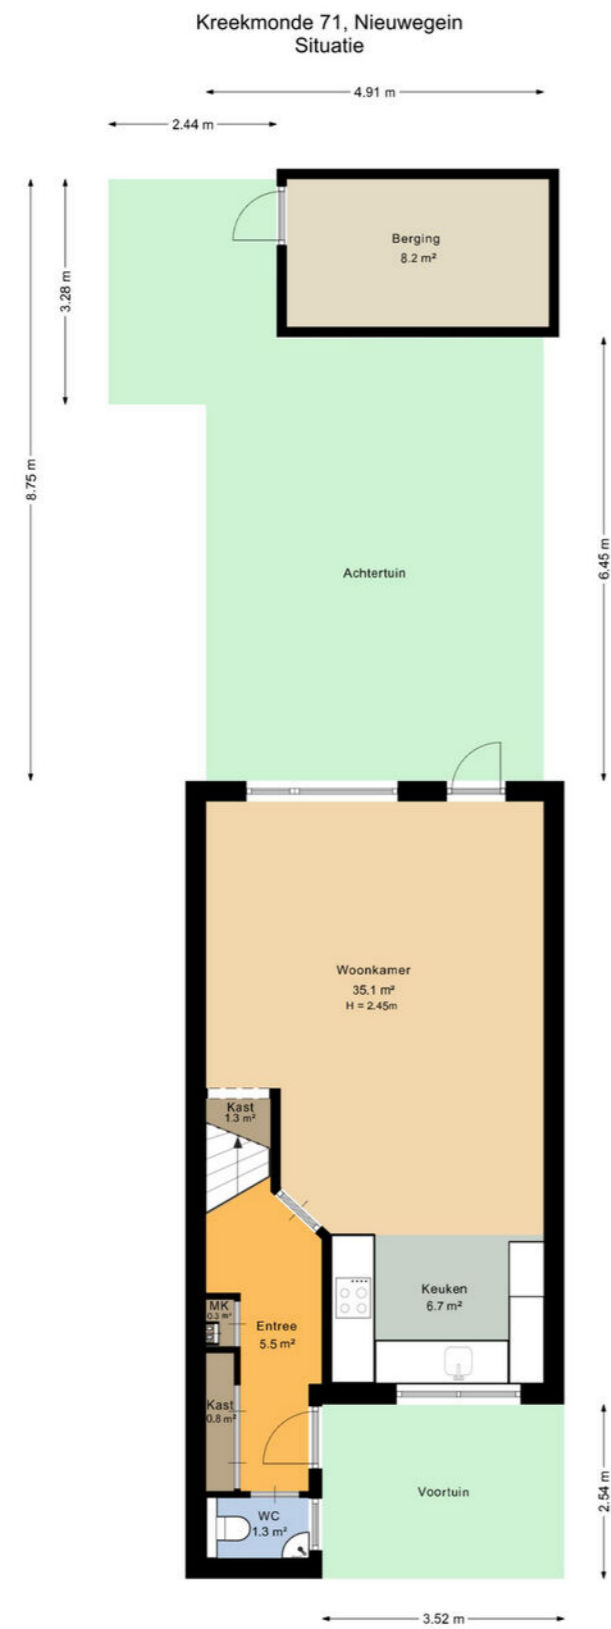 Kreekmonde 71, Nieuwegein
Situatie
4.91 m
2.44 m
3.28 m
8.75 m
6.45 m
Berging
8.2 m²
Achtertuin
Woonkamer
35.1 m²
H = 2.45m
Kast
1.3 m²
Keuken
6.7 m²
MK
0.3 m²
Entree
5.5 m²
Kast
0.8 m²
WC
1.3 m²
Voortuin
2.54 m
3.52 m